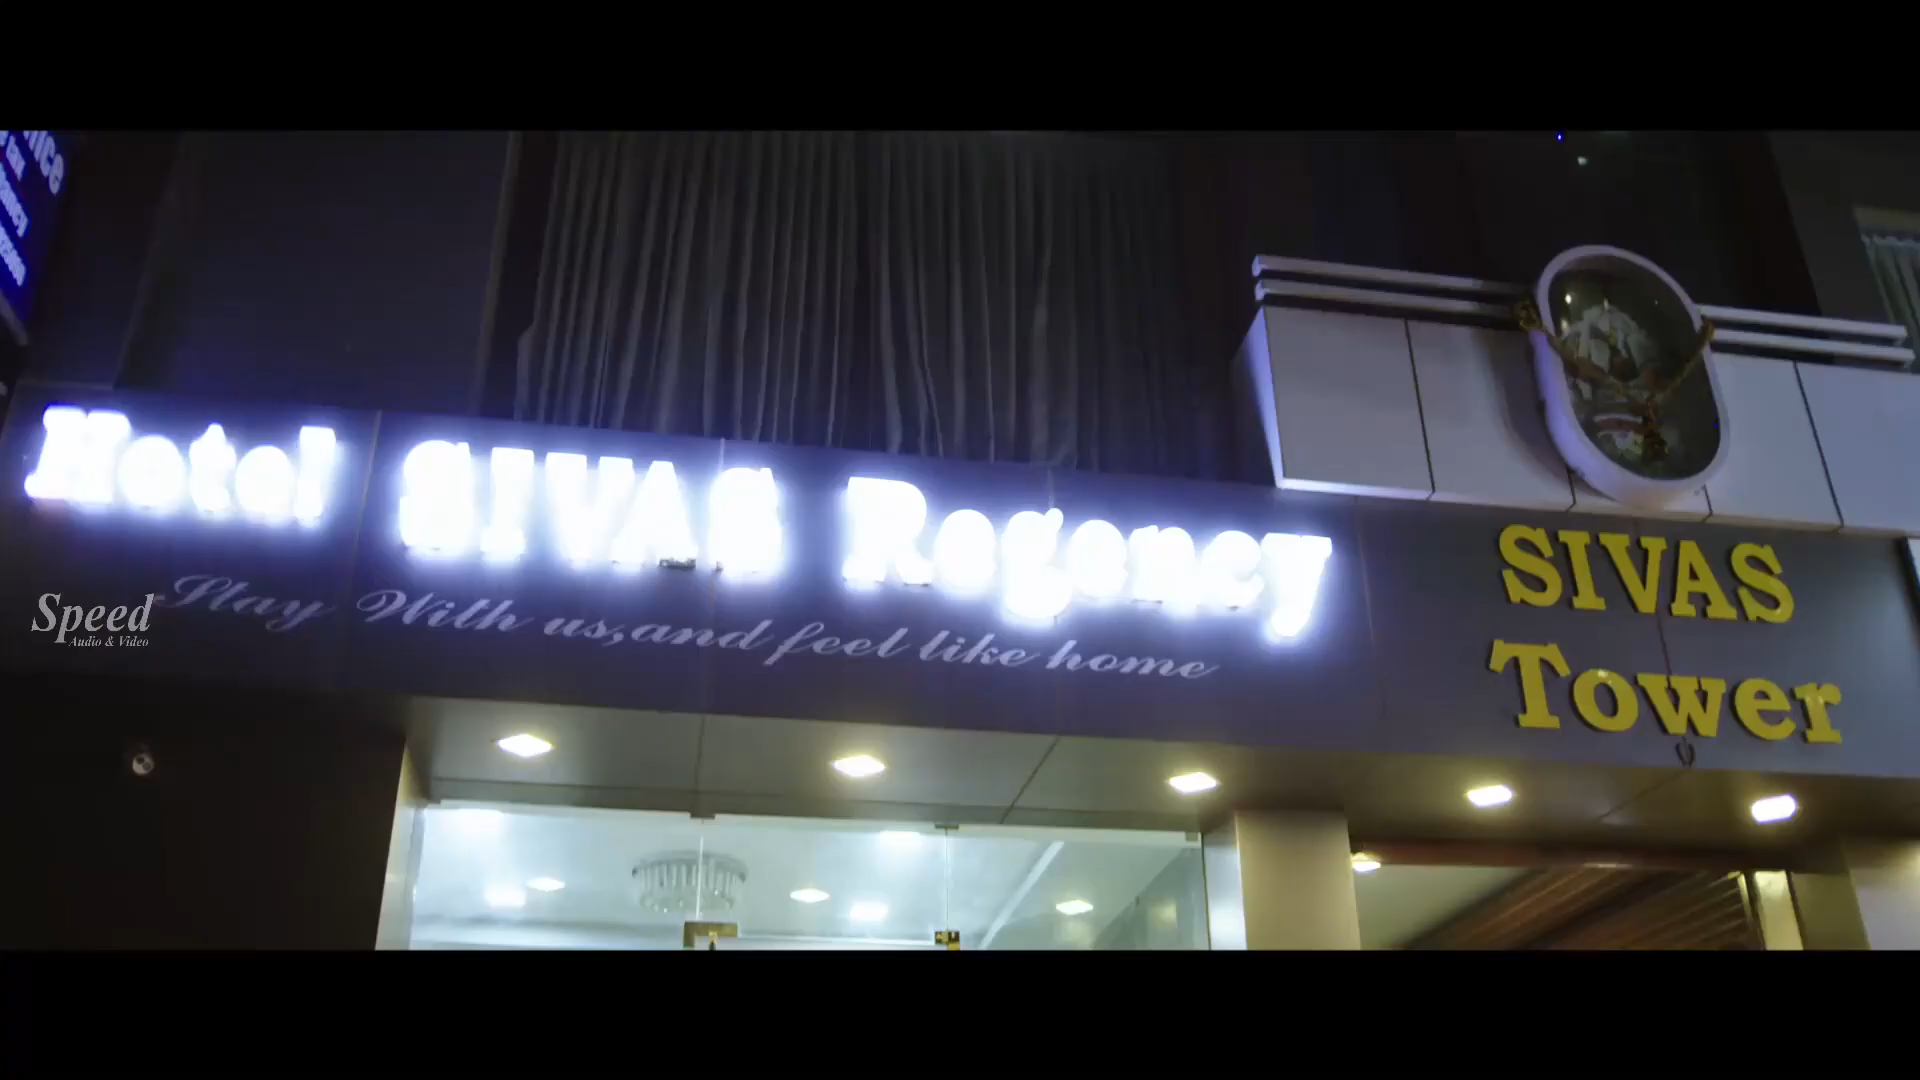 Hotel SIVAS Regency
Stay With us,and feel like home
SIVAS
Tower
Speed
Audio & Video